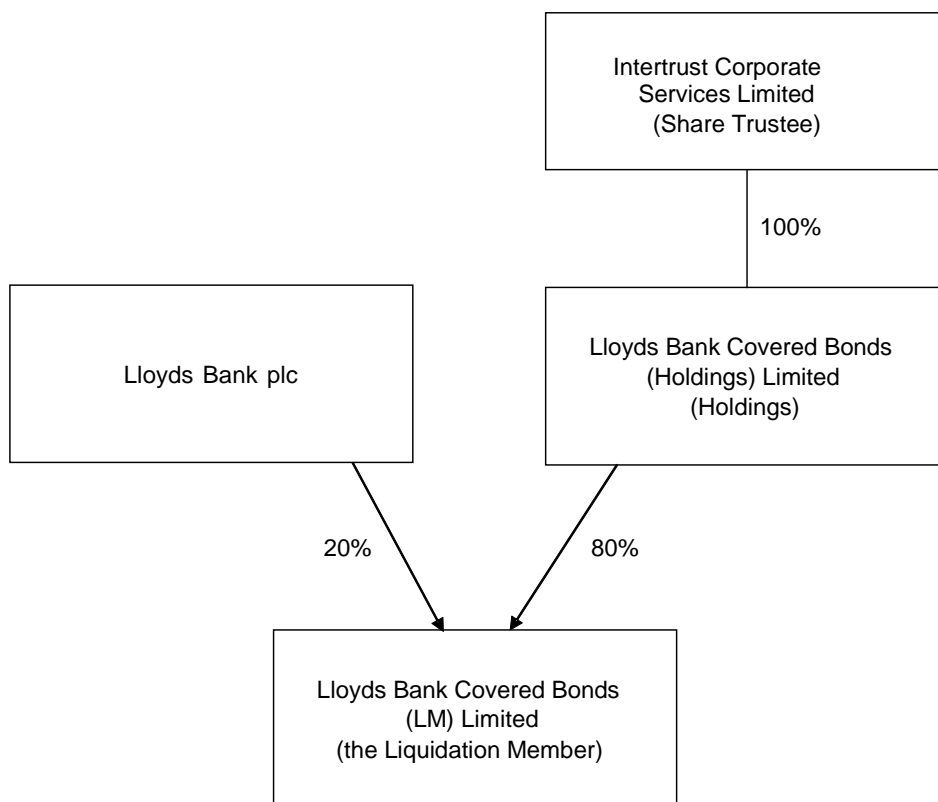 Intertrust Corporate
Services Limited
(Share Trustee)
100%
Lloyds Bank plc
Lloyds Bank Covered Bonds
(Holdings) Limited
(Holdings)
20%
80%
Lloyds Bank Covered Bonds
(LM) Limited
(the Liquidation Member)